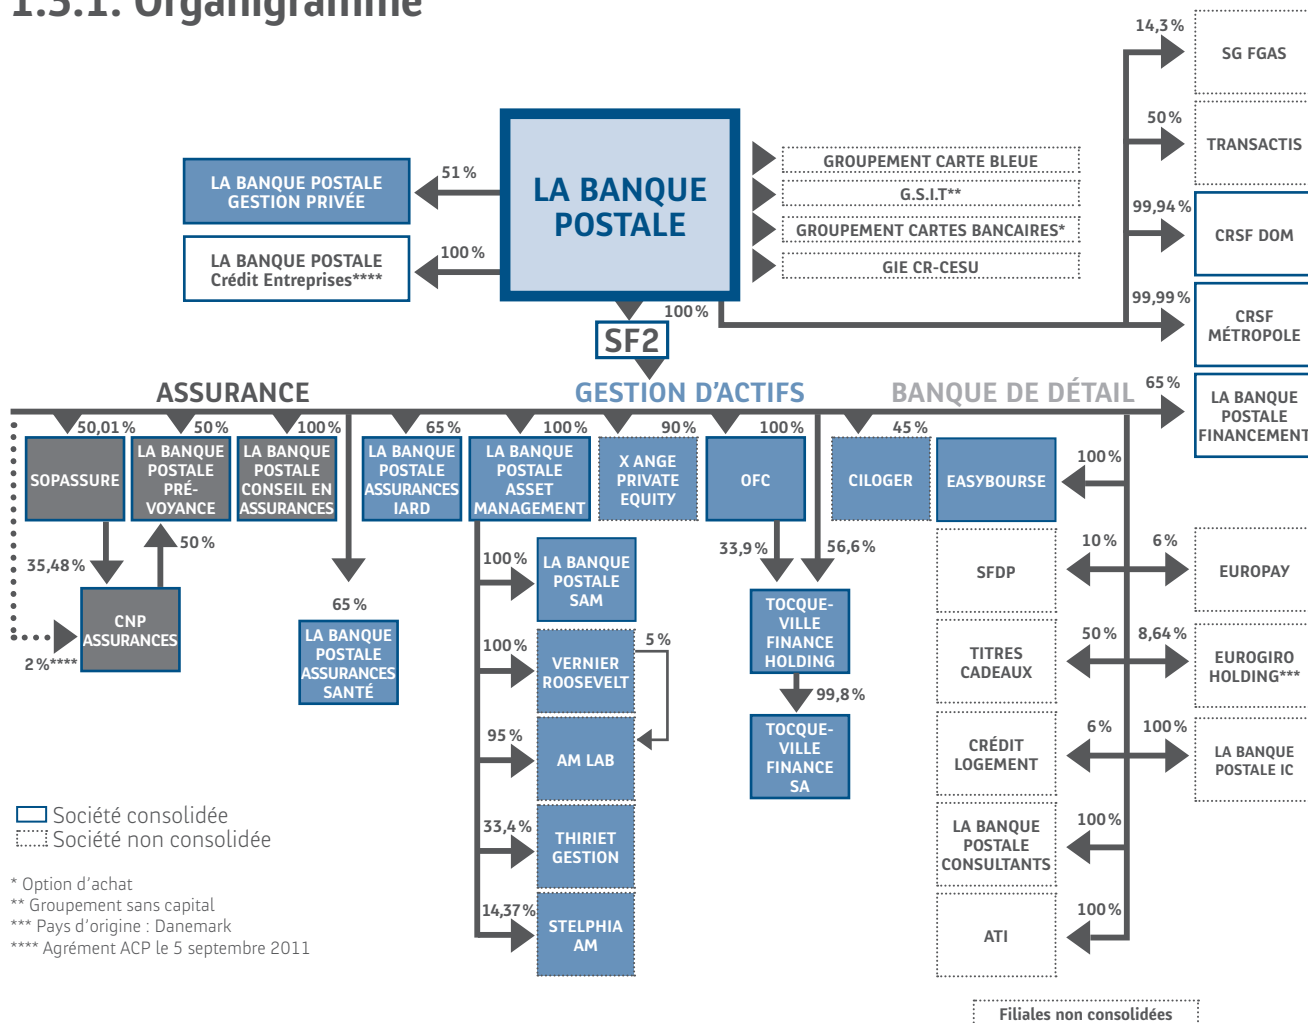 1.3.1. Organigramme
14,3%
SG FGAS
50%
TRANSACTIS
99,94%
CRSF DOM
99,99%
CRSF
MÉTROPOLE
LA BANQUE POSTALE
GESTION PRIVÉE
51%
LA BANQUE POSTALE
Crédit Entreprises****
100%
LA BANQUE
POSTALE
GROUPEMENT CARTE BLEUE
G.S.I.T**
GROUPEMENT CARTES BANCAIRES*
GIE CR-CESU
100%
SF2
ASSURANCE
GESTION D'ACTIFS
BANQUE DE DÉTAIL
65%
LA BANQUE
POSTALE
FINANCEMENT
50,01%
50%
100%
65%
100%
90%
100%
45%
SOPASSURE
LA BANQUE
POSTALE
PRÉ-
VOYANCE
LA BANQUE
POSTALE
CONSEIL EN
ASSURANCES
LA BANQUE
POSTALE
ASSURANCES
IARD
LA BANQUE
POSTALE
ASSET
MANAGEMENT
X ANGE
PRIVATE
EQUITY
OFC
CILOGER
EASYBOURSE
100%
35,48%
50%
CNP
ASSURANCES
2%****
65%
LA BANQUE
POSTALE
ASSURANCES
SANTÉ
100%
LA BANQUE
POSTALE
SAM
100%
VERNIER
ROOSEVELT
5%
95%
AM LAB
33,4%
THIRIET
GESTION
14,37%
STELPHIA
AM
33,9%
56,6%
TOCQUE-
VILLE
FINANCE
HOLDING
99,8%
TOCQUE-
VILLE
FINANCE
SA
SFDP
10%
6%
EUROPAY
TITRES
CADEAUX
50%
8,64%
EUROGIRO
HOLDING***
CRÉDIT
LOGEMENT
6%
100%
LA BANQUE
POSTALE IC
LA BANQUE
POSTALE
CONSULTANTS
100%
ATI
100%
Société consolidée
Société non consolidée
* Option d'achat
** Groupement sans capital
*** Pays d'origine : Danemark
**** Agrément ACP le 5 septembre 2011
Filiales non consolidées